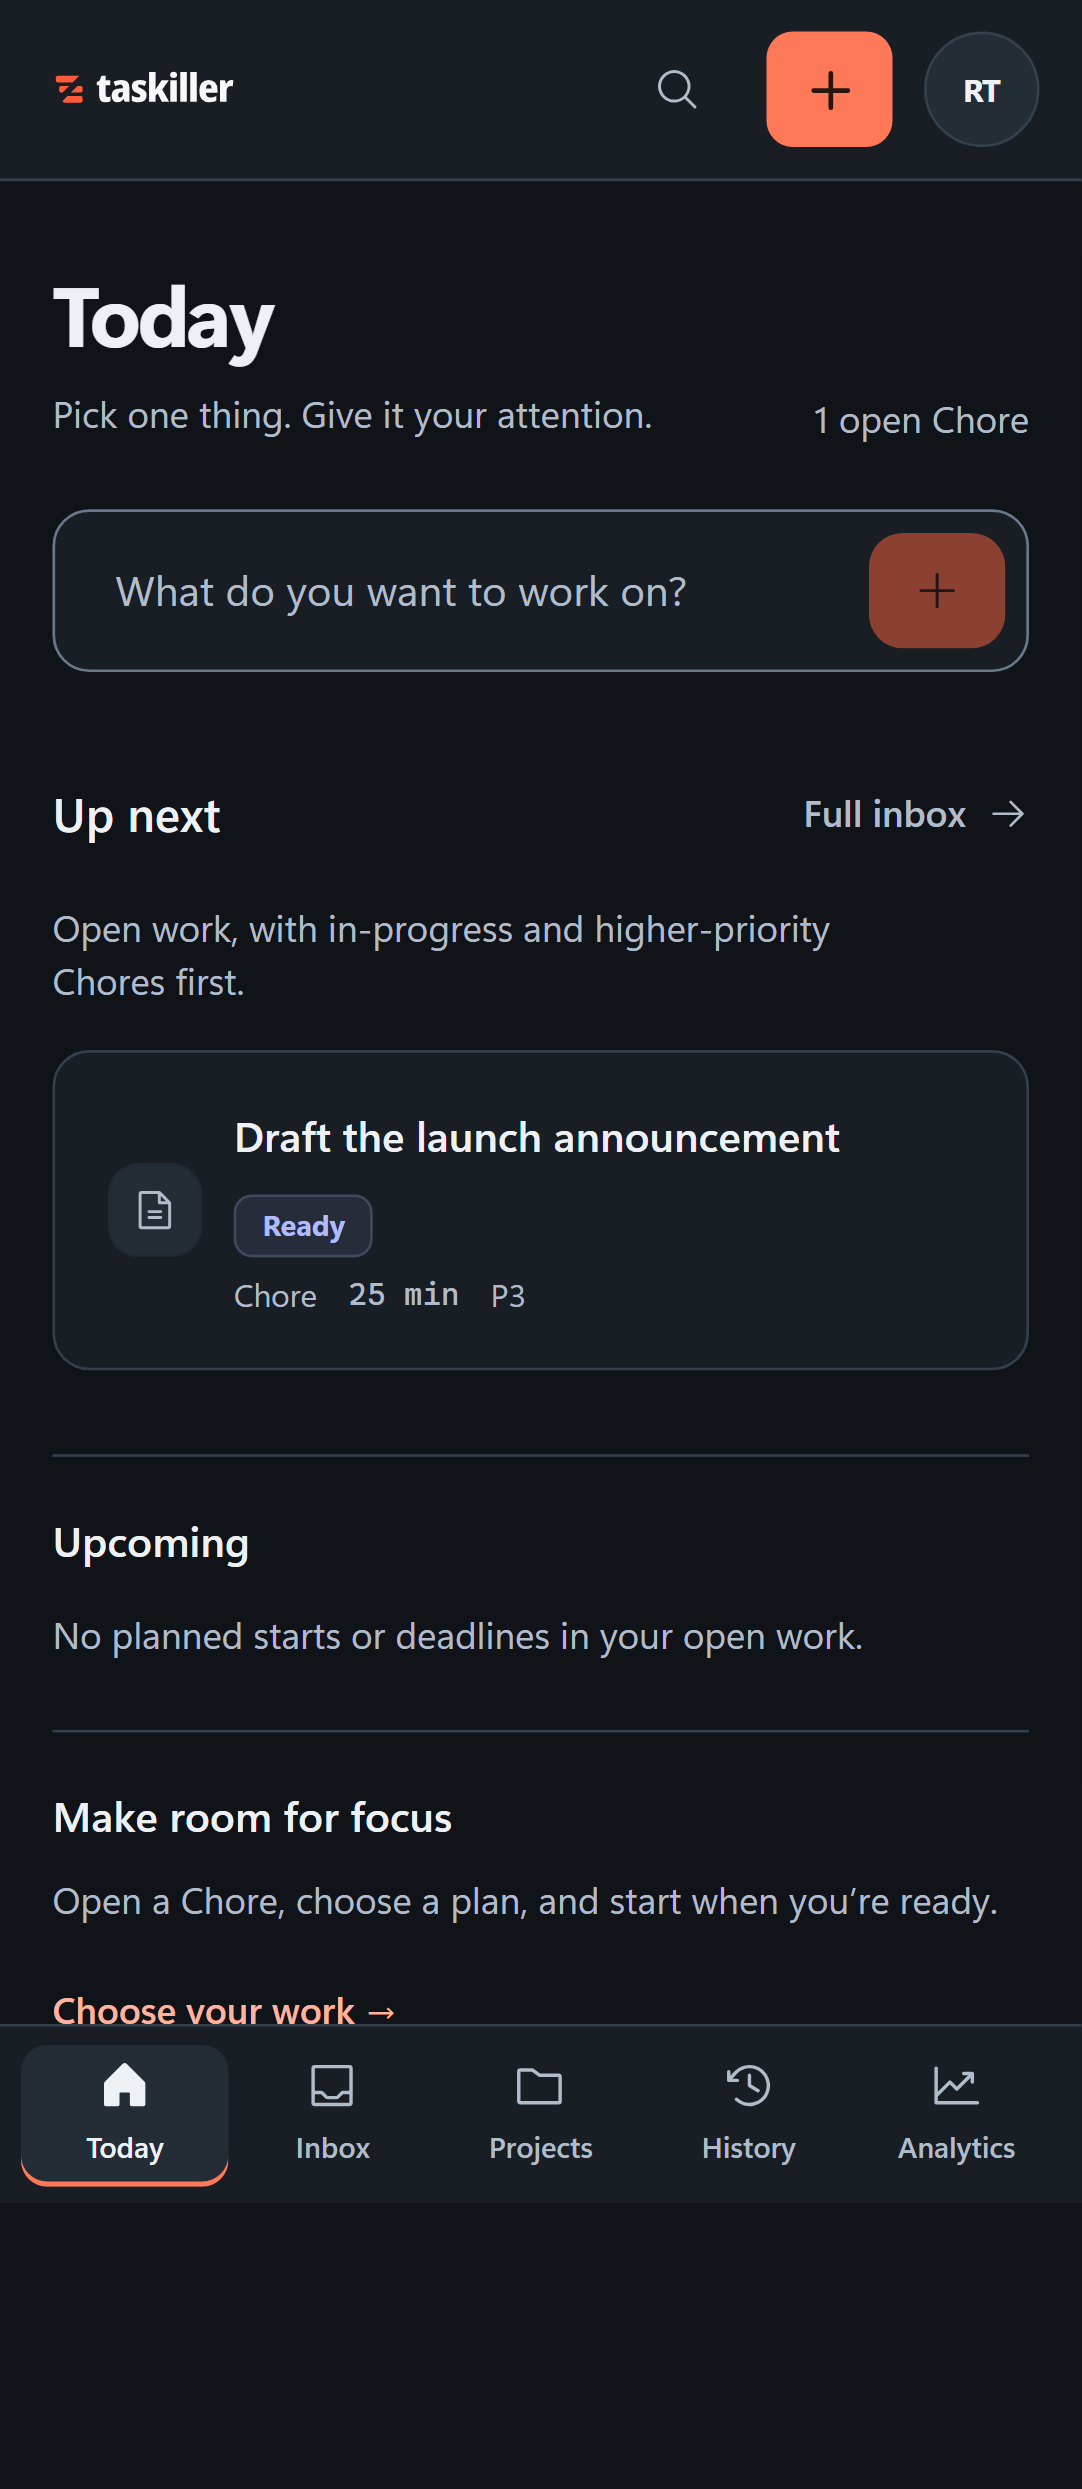 taskiller
RT
Today
Pick one thing. Give it your attention.
1 open Chore
What do you want to work on?
Up next
Full inbox →
Open work, with in-progress and higher-priority
Chores first.
Draft the launch announcement
Ready
Chore 25 min P3
Upcoming
No planned starts or deadlines in your open work.
Make room for focus
Open a Chore, choose a plan, and start when you’re ready.
Choose your work →
Today Inbox Projects History Analytics